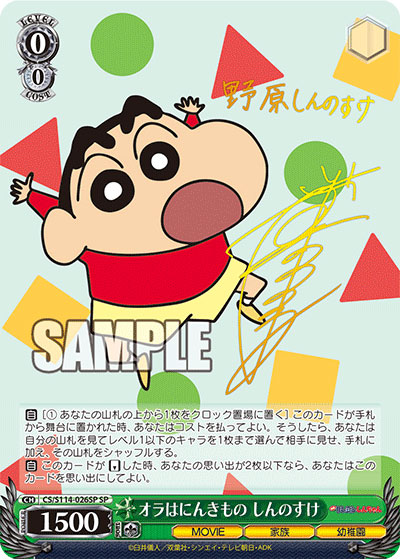 LEVEL
0
0
COST
野原しんのすけ
SAMPLE
自 [① あなたの山札の上から1枚をクロック置場に置く] このカードが手札
から舞台に置かれた時、あなたはコストを払ってよい。そうしたら、あなたは
自分の山札を見てレベル1以下のキャラを1枚まで選んで相手に見せ、手札
に加え、その山札をシャッフルする。
自 このカードが【】した時、あなたの思い出が2枚以下なら、あなたは
このカードを思い出にしてよい。
CH CS/S114-026SP SP
オラはにんきもの しんのすけ
POWER
1500
MOVIE 家族 幼稚園
©臼井儀人／双葉社・シンエイ・テレビ朝日・ADK